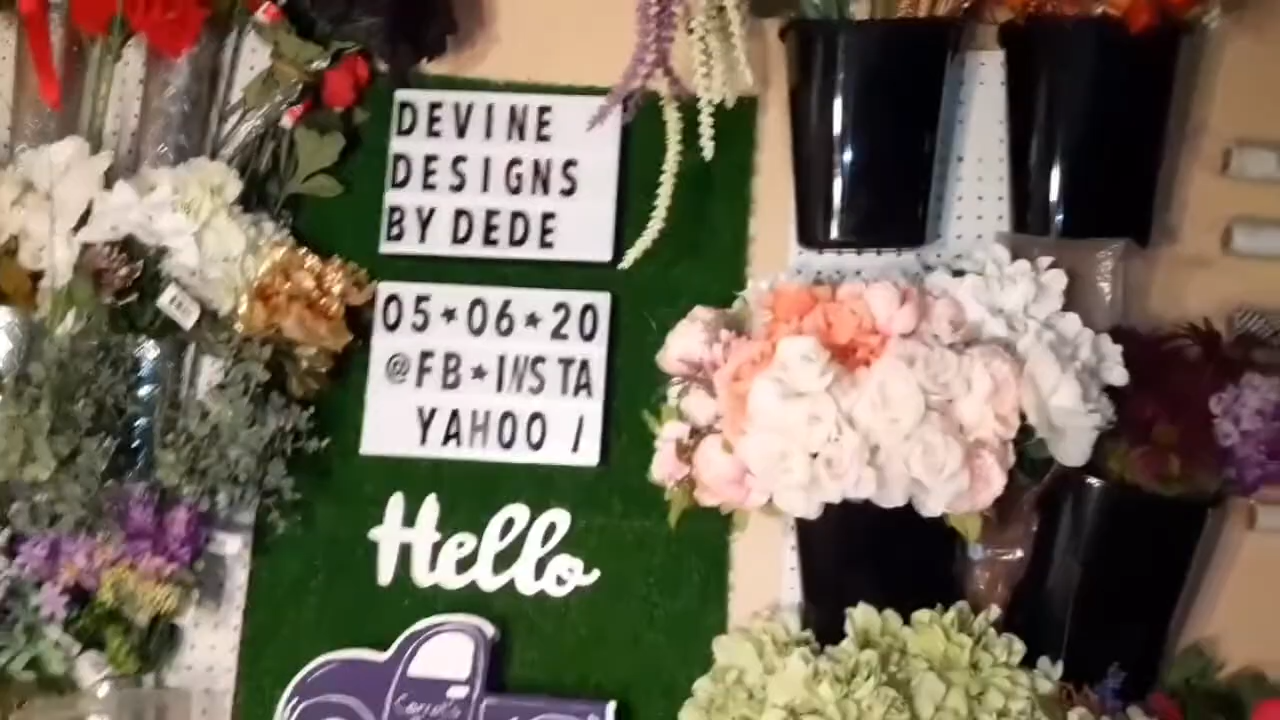 DEVINE
DESIGNS
BY DEDE
05★06★20
@FB★INSTA
YAHOO /
Hello